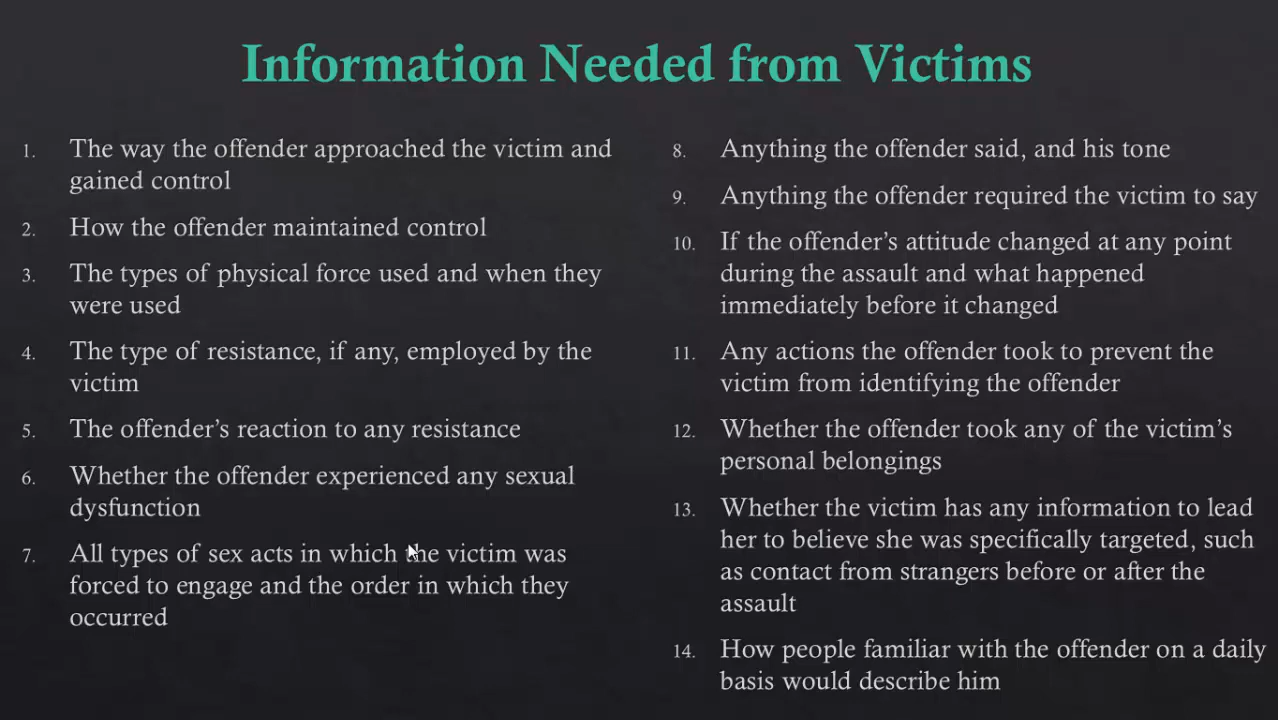 Information Needed from Victims
1. The way the offender approached the victim and
gained control
2. How the offender maintained control
3. The types of physical force used and when they
were used
4. The type of resistance, if any, employed by the
victim
5. The offender's reaction to any resistance
6. Whether the offender experienced any sexual
dysfunction
7. All types of sex acts in which the victim was
forced to engage and the order in which they
occurred
8. Anything the offender said, and his tone
9. Anything the offender required the victim to say
10. If the offender's attitude changed at any point
during the assault and what happened
immediately before it changed
11. Any actions the offender took to prevent the
victim from identifying the offender
12. Whether the offender took any of the victim's
personal belongings
13. Whether the victim has any information to lead
her to believe she was specifically targeted, such
as contact from strangers before or after the
assault
14. How people familiar with the offender on a daily
basis would describe him